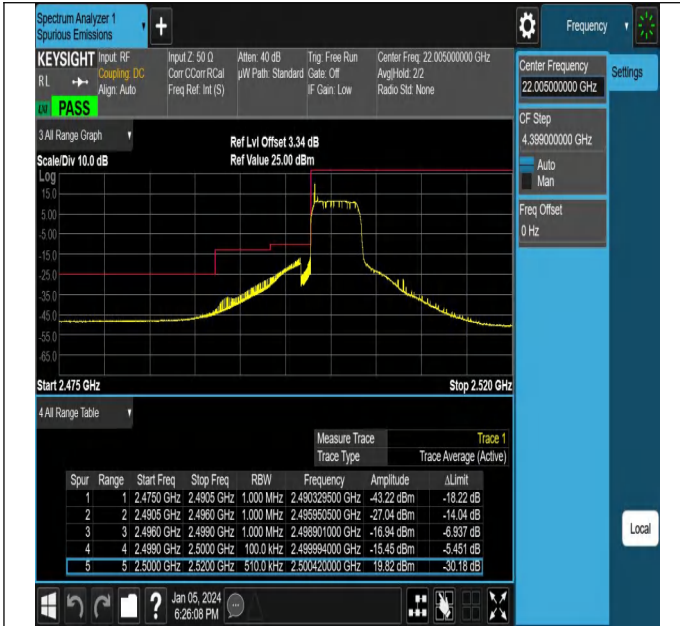 Spectrum Analyzer 1
Spurious Emissions
Frequency
KEYSIGHT
RL
PASS
Input: RF
Coupling: DC
Align: Auto
Input Z: 50 Ω
Corr CCorr RCal
Freq Ref: Int (S)
Atten: 40 dB
µW Path: Standard
Trig: Free Run
Gate: Off
IF Gain: Low
Center Freq: 22.005000000 GHz
Avg|Hold: 2/2
Radio Std: None
Center Frequency
22.005000000 GHz
Settings
CF Step
4.399000000 GHz
Auto
Man
Freq Offset
0 Hz
3 All Range Graph
Ref Lvl Offset 3.34 dB
Scale/Div 10.0 dB
Ref Value 25.00 dBm
Log
15.0
5.00
-5.00
-15.0
-25.0
-35.0
-45.0
-55.0
-65.0
Start 2.475 GHz
Stop 2.520 GHz
4 All Range Table
Measure Trace Trace 1
Trace Type Trace Average (Active)
Spur Range Start Freq Stop Freq RBW Frequency Amplitude ΔLimit
1 1 2.4750 GHz 2.4905 GHz 1.000 MHz 2.490329500 GHz -43.22 dBm -18.22 dB
2 2 2.4905 GHz 2.4960 GHz 1.000 MHz 2.495950500 GHz -27.04 dBm -14.04 dB
3 3 2.4960 GHz 2.4990 GHz 1.000 MHz 2.498901000 GHz -16.94 dBm -6.937 dB
4 4 2.4990 GHz 2.5000 GHz 100.0 kHz 2.499994000 GHz -15.45 dBm -5.451 dB
5 5 2.5000 GHz 2.5200 GHz 510.0 kHz 2.500420000 GHz 19.82 dBm -30.18 dB
Local
Jan 05, 2024
6:26:08 PM